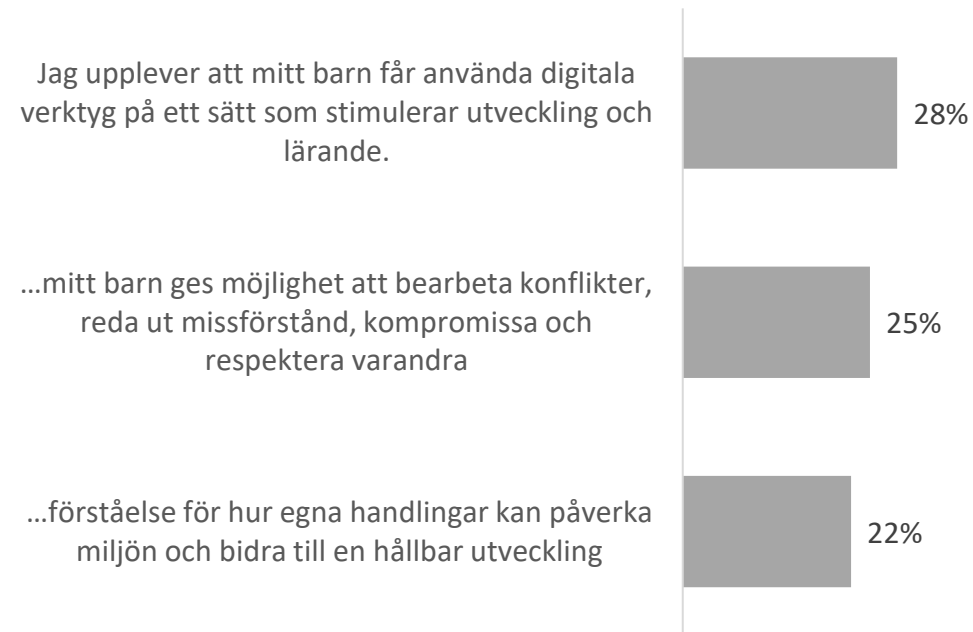 Jag upplever att mitt barn får använda digitala
verktyg på ett sätt som stimulerar utveckling och
lärande.
28%
...mitt barn ges möjlighet att bearbeta konflikter,
reda ut missförstånd, kompromissa och
respektera varandra
25%
...förståelse för hur egna handlingar kan påverka
miljön och bidra till en hållbar utveckling
22%